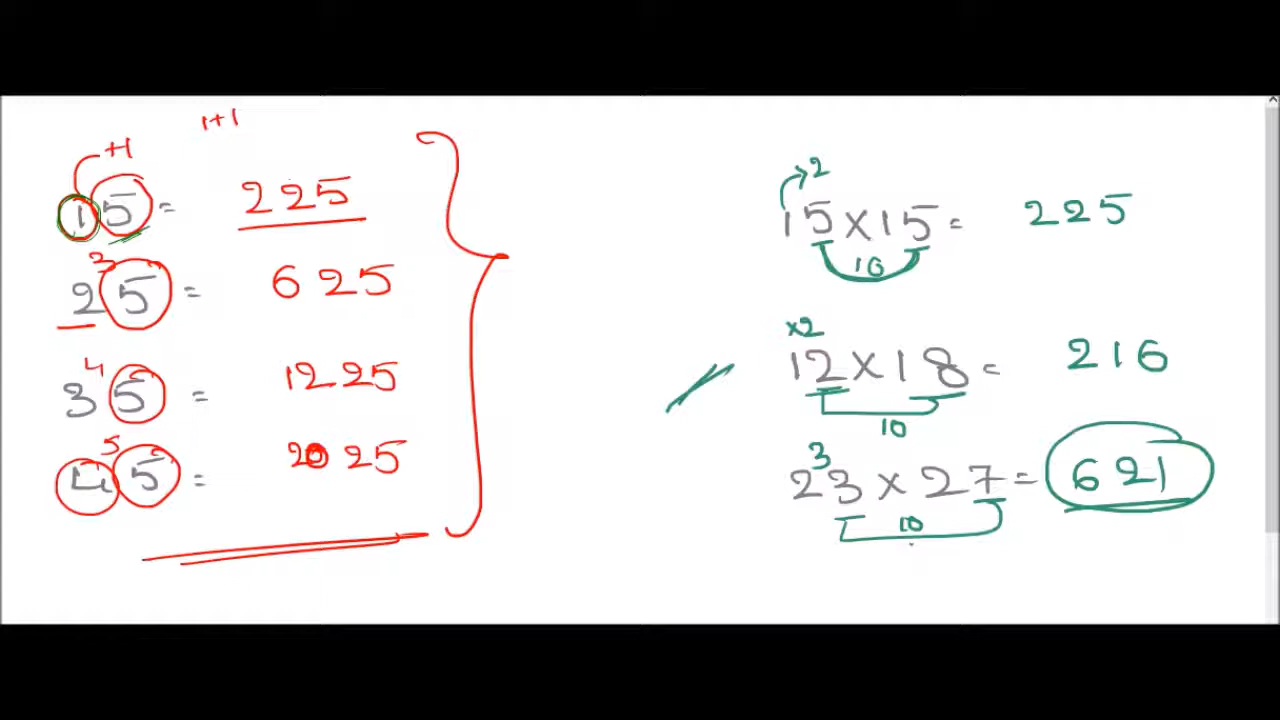 1+1
+1
15 = 225
3
25 = 625
4
35 = 1225
5
45 = 2025
2
15 x 15 = 225
10
x2
12 x 18 = 216
10
3
23 x 27 = 621
10